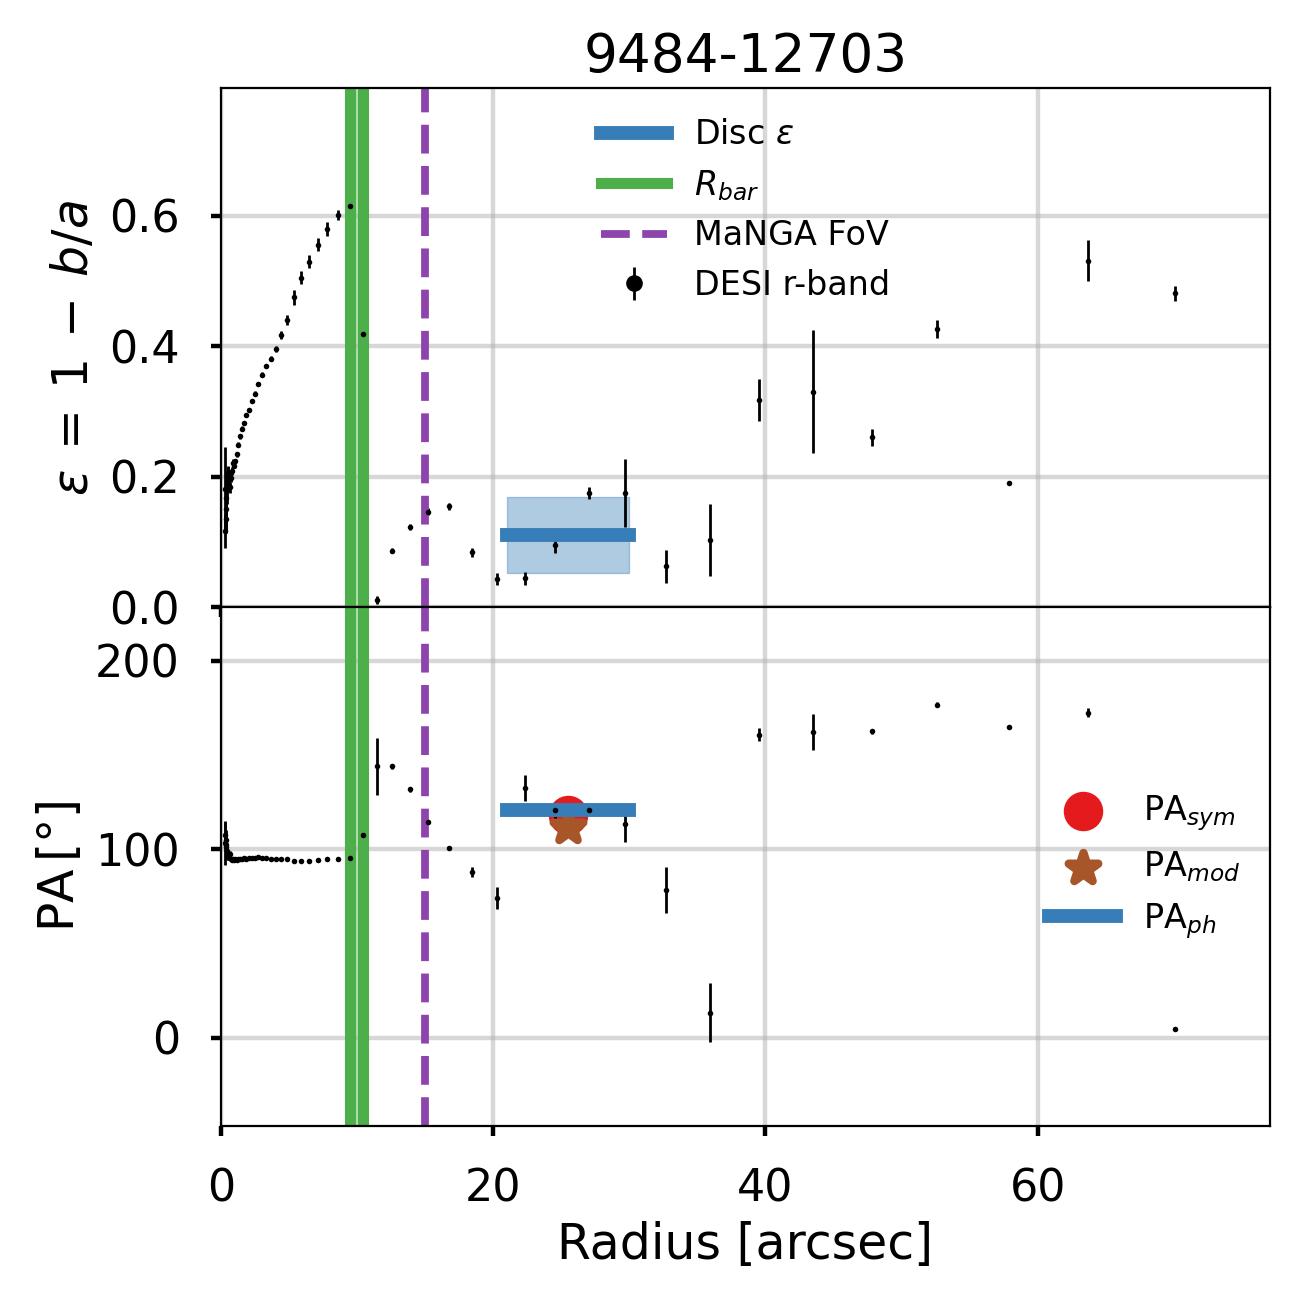 9484-12703
Disc ε
R_bar
MaNGA FoV
DESI r-band
ε = 1 − b/a
0.6
0.4
0.2
0.0
200
100
0
PA [°]
PA_sym
PA_mod
PA_ph
0 20 40 60
Radius [arcsec]